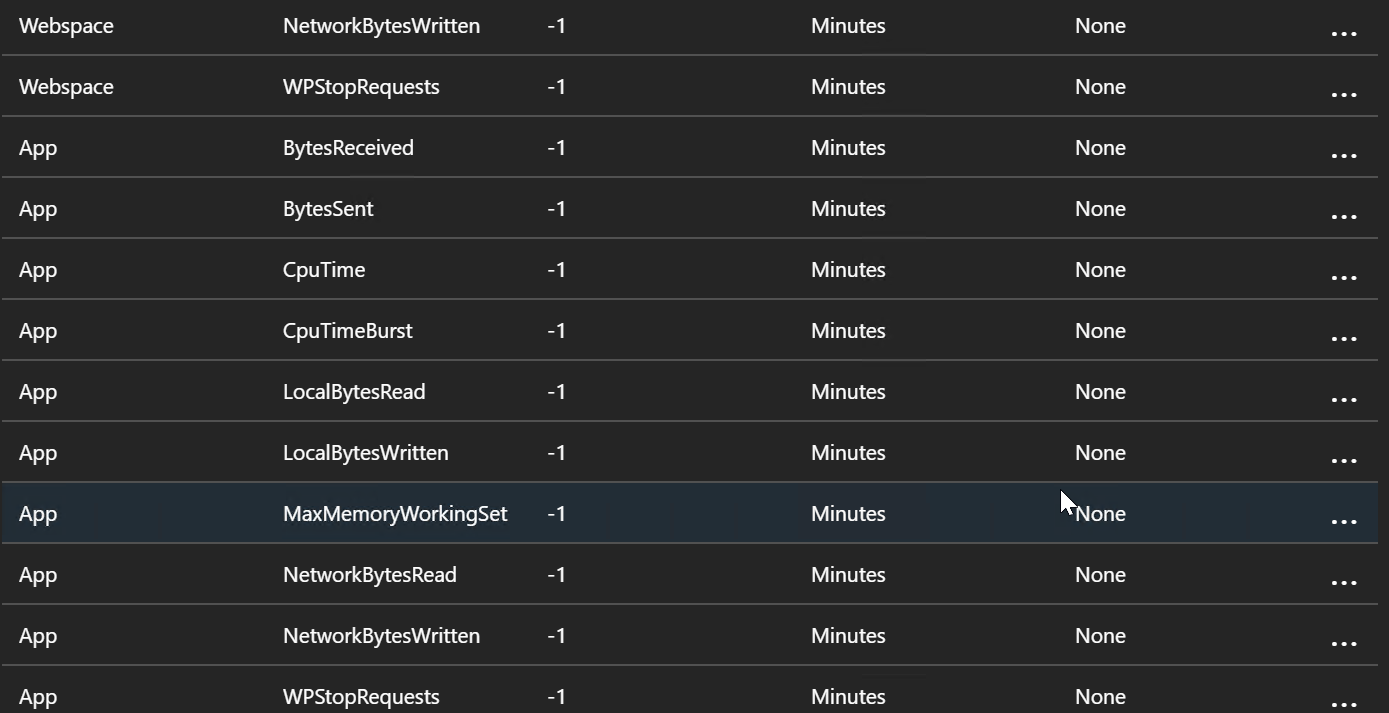 Webspace NetworkBytesWritten -1 Minutes None ...
Webspace WPStopRequests -1 Minutes None ...
App BytesReceived -1 Minutes None ...
App BytesSent -1 Minutes None ...
App CpuTime -1 Minutes None ...
App CpuTimeBurst -1 Minutes None ...
App LocalBytesRead -1 Minutes None ...
App LocalBytesWritten -1 Minutes None ...
App MaxMemoryWorkingSet -1 Minutes None ...
App NetworkBytesRead -1 Minutes None ...
App NetworkBytesWritten -1 Minutes None ...
App WPStopRequests -1 Minutes None ...